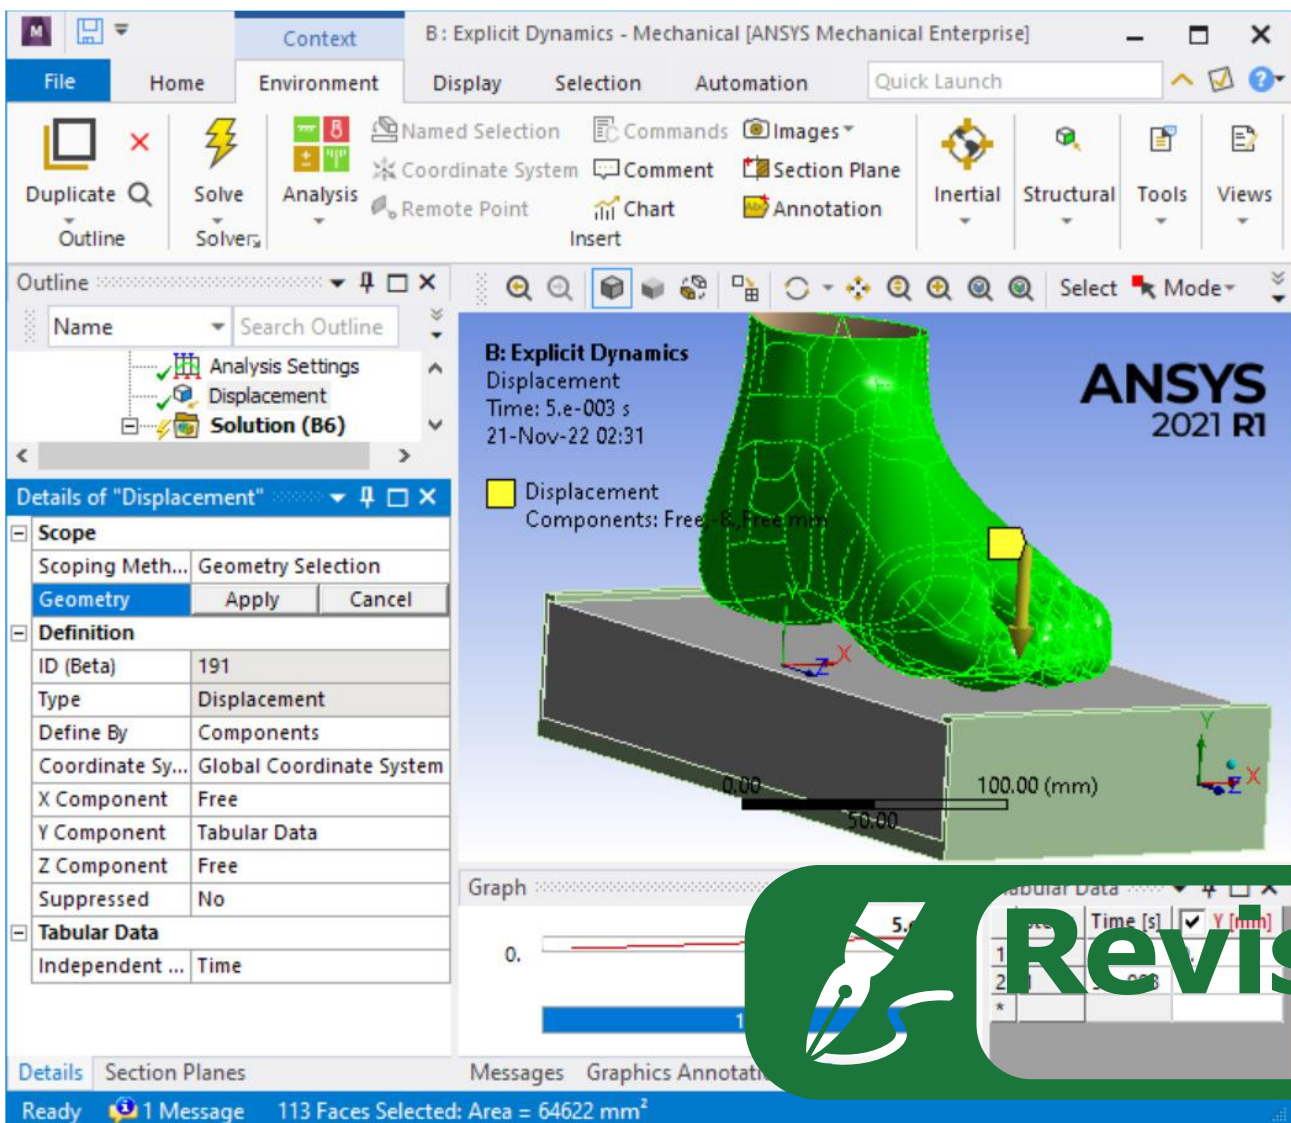 Context
B : Explicit Dynamics - Mechanical [ANSYS Mechanical Enterprise]
File Home Environment Display Selection Automation Quick Launch
Named Selection Commands Images
Coordinate System Comment Section Plane
Remote Point Chart Annotation
Duplicate Solve Analysis Inertial Structural Tools Views
Outline Solver Insert
Outline
Select Mode
Name Search Outline
Analysis Settings
Displacement
Solution (B6)
B: Explicit Dynamics
Displacement
Time: 5.e-003 s
21-Nov-22 02:31
ANSYS
2021 R1
Displacement
Components: Free,-8.,Free mm
Details of "Displacement"
Scope
Scoping Meth... Geometry Selection
Geometry Apply Cancel
Definition
ID (Beta) 191
Type Displacement
Define By Components
Coordinate Sy... Global Coordinate System
X Component Free
Y Component Tabular Data
Z Component Free
Suppressed No
Tabular Data
Independent ... Time
Y
X
Z
Y
X
Z
0.00 100.00 (mm)
50.00
Graph
0.
1
Tabular Data
Time [s] Y [mm]
1
2
*
Revis
Details Section Planes
Messages Graphics Annotati
Ready 1 Message 113 Faces Selected: Area = 64622 mm²